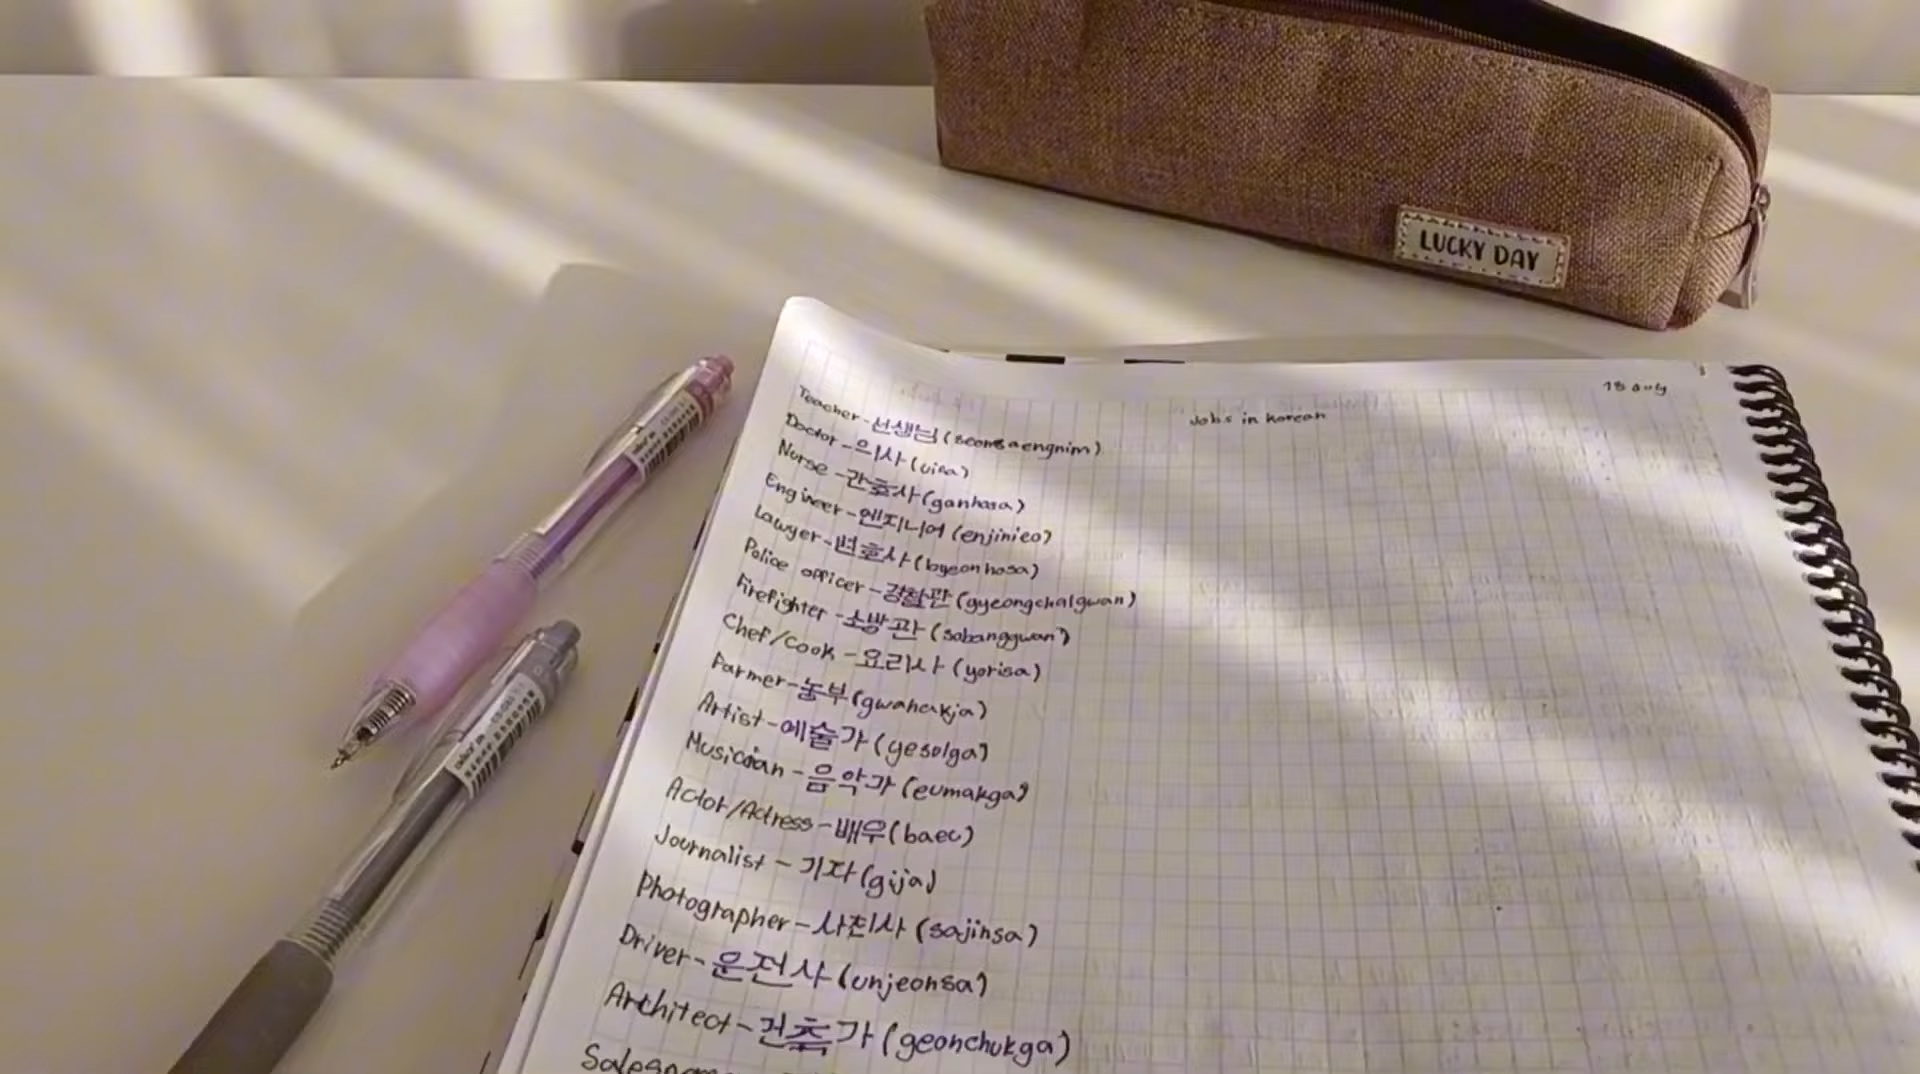 LUCKY DAY
18 July
Jobs in korean
Teacher - 선생님 (seonsaengnim)
Doctor - 의사 (uisa)
Nurse - 간호사 (ganhosa)
Engineer - 엔지니어 (enjinieo)
Lawyer - 변호사 (byeonhosa)
Police officer - 경찰관 (gyeongchalgwan)
Firefighter - 소방관 (sobanggwan)
Chef/Cook - 요리사 (yorisa)
Farmer - 농부 (gwahakja)
Artist - 예술가 (yesolga)
Musician - 음악가 (eumakga)
Actor/Actress - 배우 (baeu)
Journalist - 기자 (gija)
Photographer - 사진사 (sajinsa)
Driver - 운전사 (unjeonsa)
Architect - 건축가 (geonchukga)